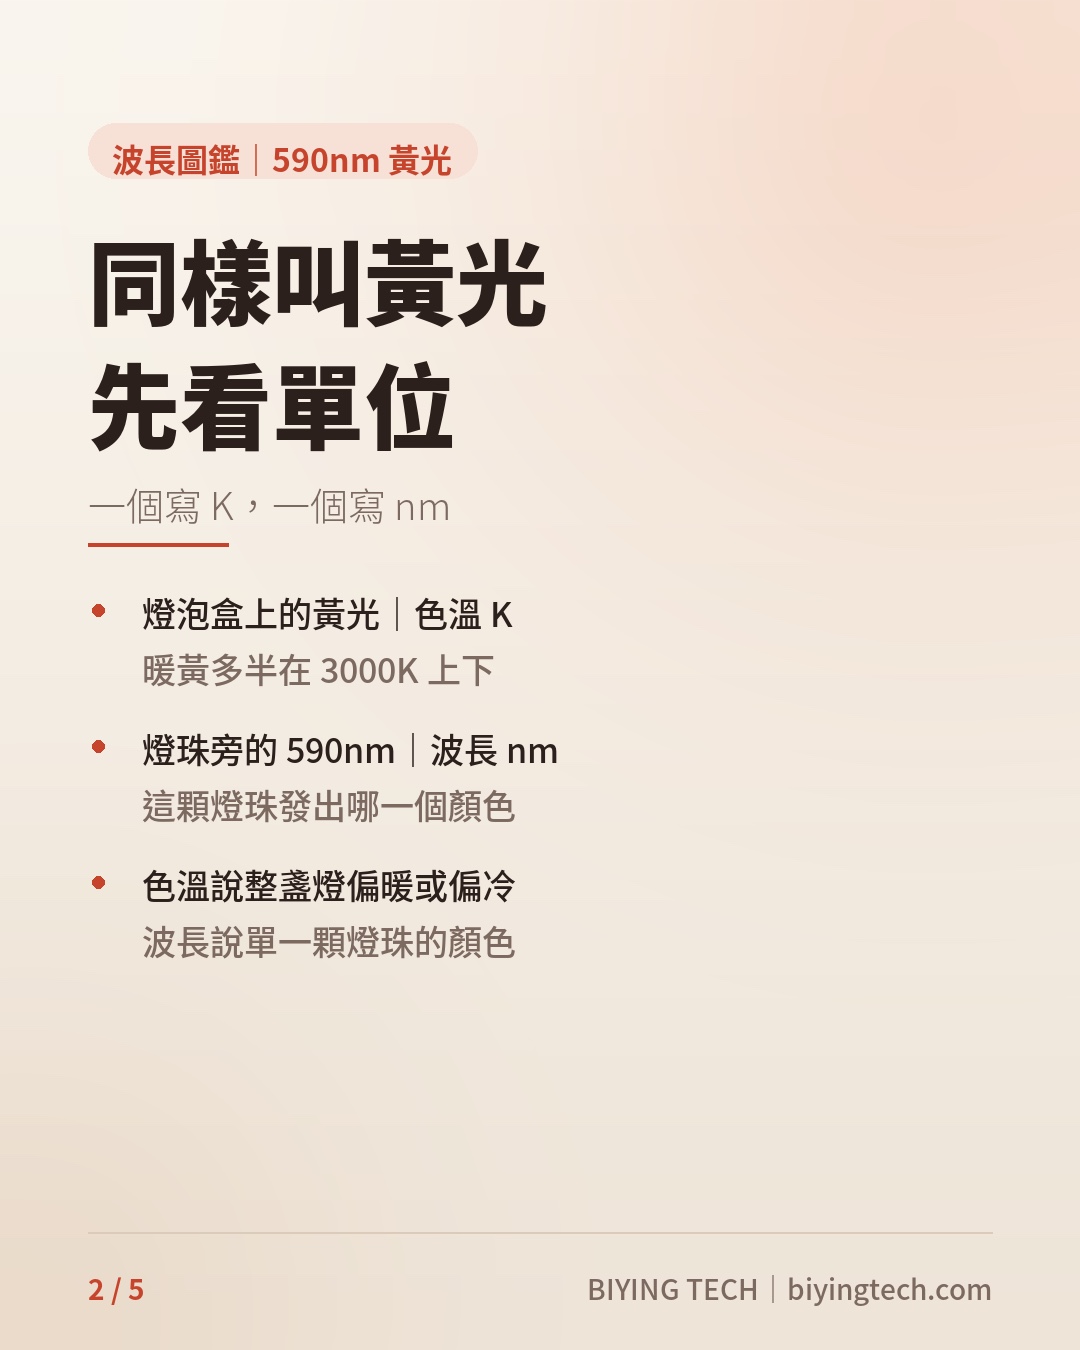 波長圖鑑｜590nm 黃光
同樣叫黃光
先看單位
一個寫 K，一個寫 nm
燈泡盒上的黃光｜色溫 K
暖黃多半在 3000K 上下
燈珠旁的 590nm｜波長 nm
這顆燈珠發出哪一個顏色
色溫說整盞燈偏暖或偏冷
波長說單一顆燈珠的顏色
2 / 5
BIYING TECH｜biyingtech.com